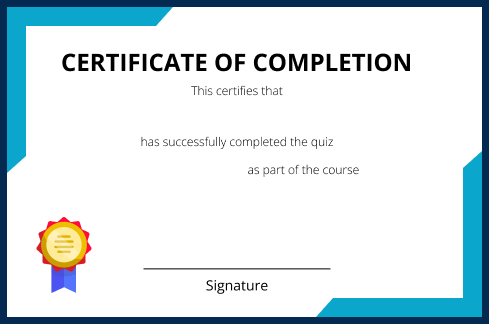 CERTIFICATE OF COMPLETION
This certifies that
has successfully completed the quiz
as part of the course
Signature